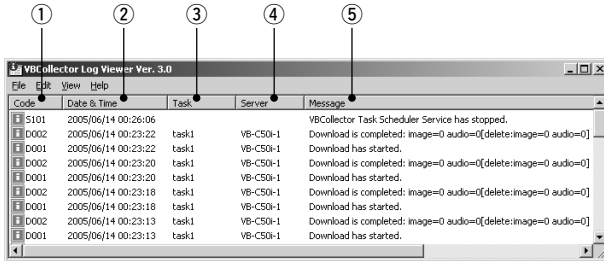 ① ② ③ ④ ⑤
VBCollector Log Viewer Ver. 3.0
File Edit View Help
Code Date & Time Task Server Message
S101 2005/06/14 00:26:06 VBCollector Task Scheduler Service has stopped.
D002 2005/06/14 00:23:22 task1 VB-C50i-1 Download is completed: image=0 audio=0[delete:image=0 audio=0]
D001 2005/06/14 00:23:22 task1 VB-C50i-1 Download has started.
D002 2005/06/14 00:23:20 task1 VB-C50i-1 Download is completed: image=0 audio=0[delete:image=0 audio=0]
D001 2005/06/14 00:23:20 task1 VB-C50i-1 Download has started.
D002 2005/06/14 00:23:18 task1 VB-C50i-1 Download is completed: image=0 audio=0[delete:image=0 audio=0]
D001 2005/06/14 00:23:18 task1 VB-C50i-1 Download has started.
D002 2005/06/14 00:23:13 task1 VB-C50i-1 Download is completed: image=0 audio=0[delete:image=0 audio=0]
D001 2005/06/14 00:23:13 task1 VB-C50i-1 Download has started.